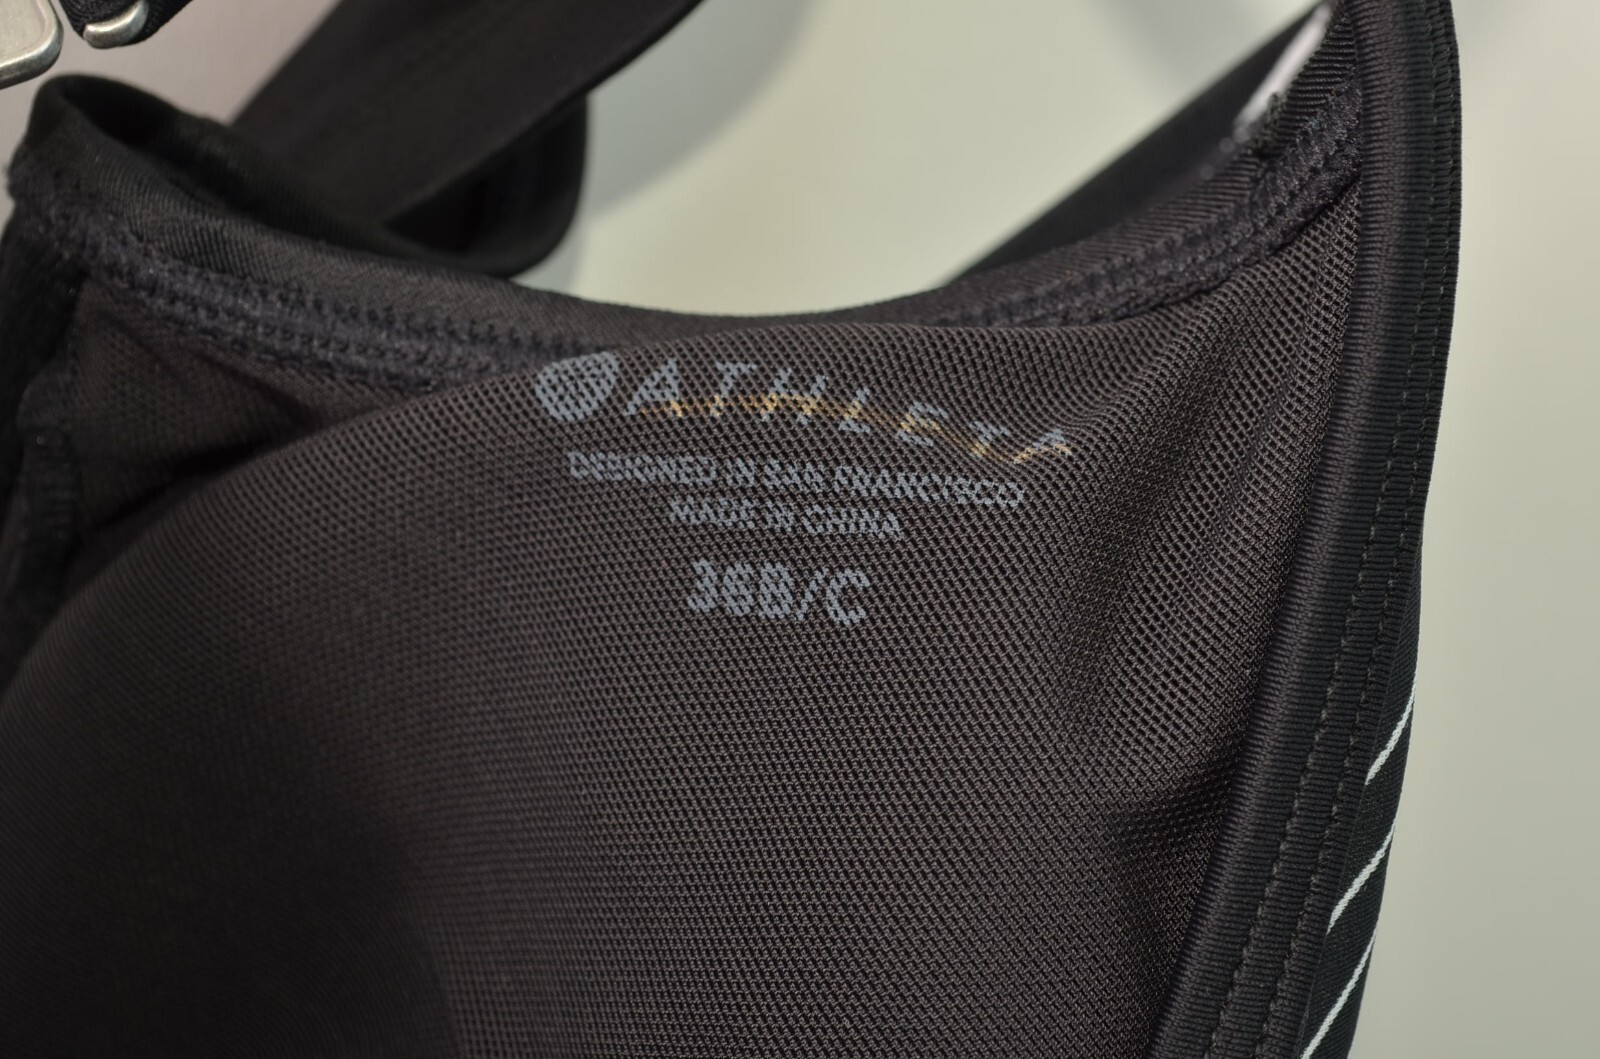 ATHLETA
DESIGNED IN SAN FRANCISCO
MADE IN CHINA
36B/C